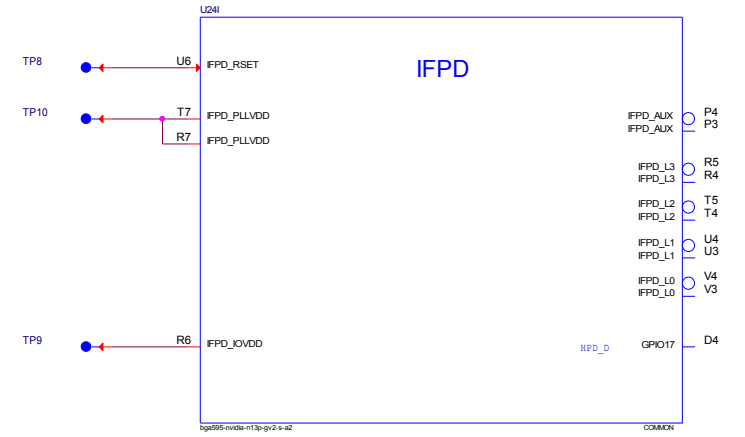 U24I
TP8
U6
IFPD_RSET
IFPD
TP10
T7
IFPD_PLLVDD
R7
IFPD_PLLVDD
IFPD_AUX
P4
IFPD_AUX
P3
IFPD_L3
R5
IFPD_L3
R4
IFPD_L2
T5
IFPD_L2
T4
IFPD_L1
U4
IFPD_L1
U3
IFPD_L0
V4
IFPD_L0
V3
TP9
R6
IFPD_IOVDD
HPD_D
GPIO17
D4
bga595-nvidia-n13p-gv2-s-a2
COMMON